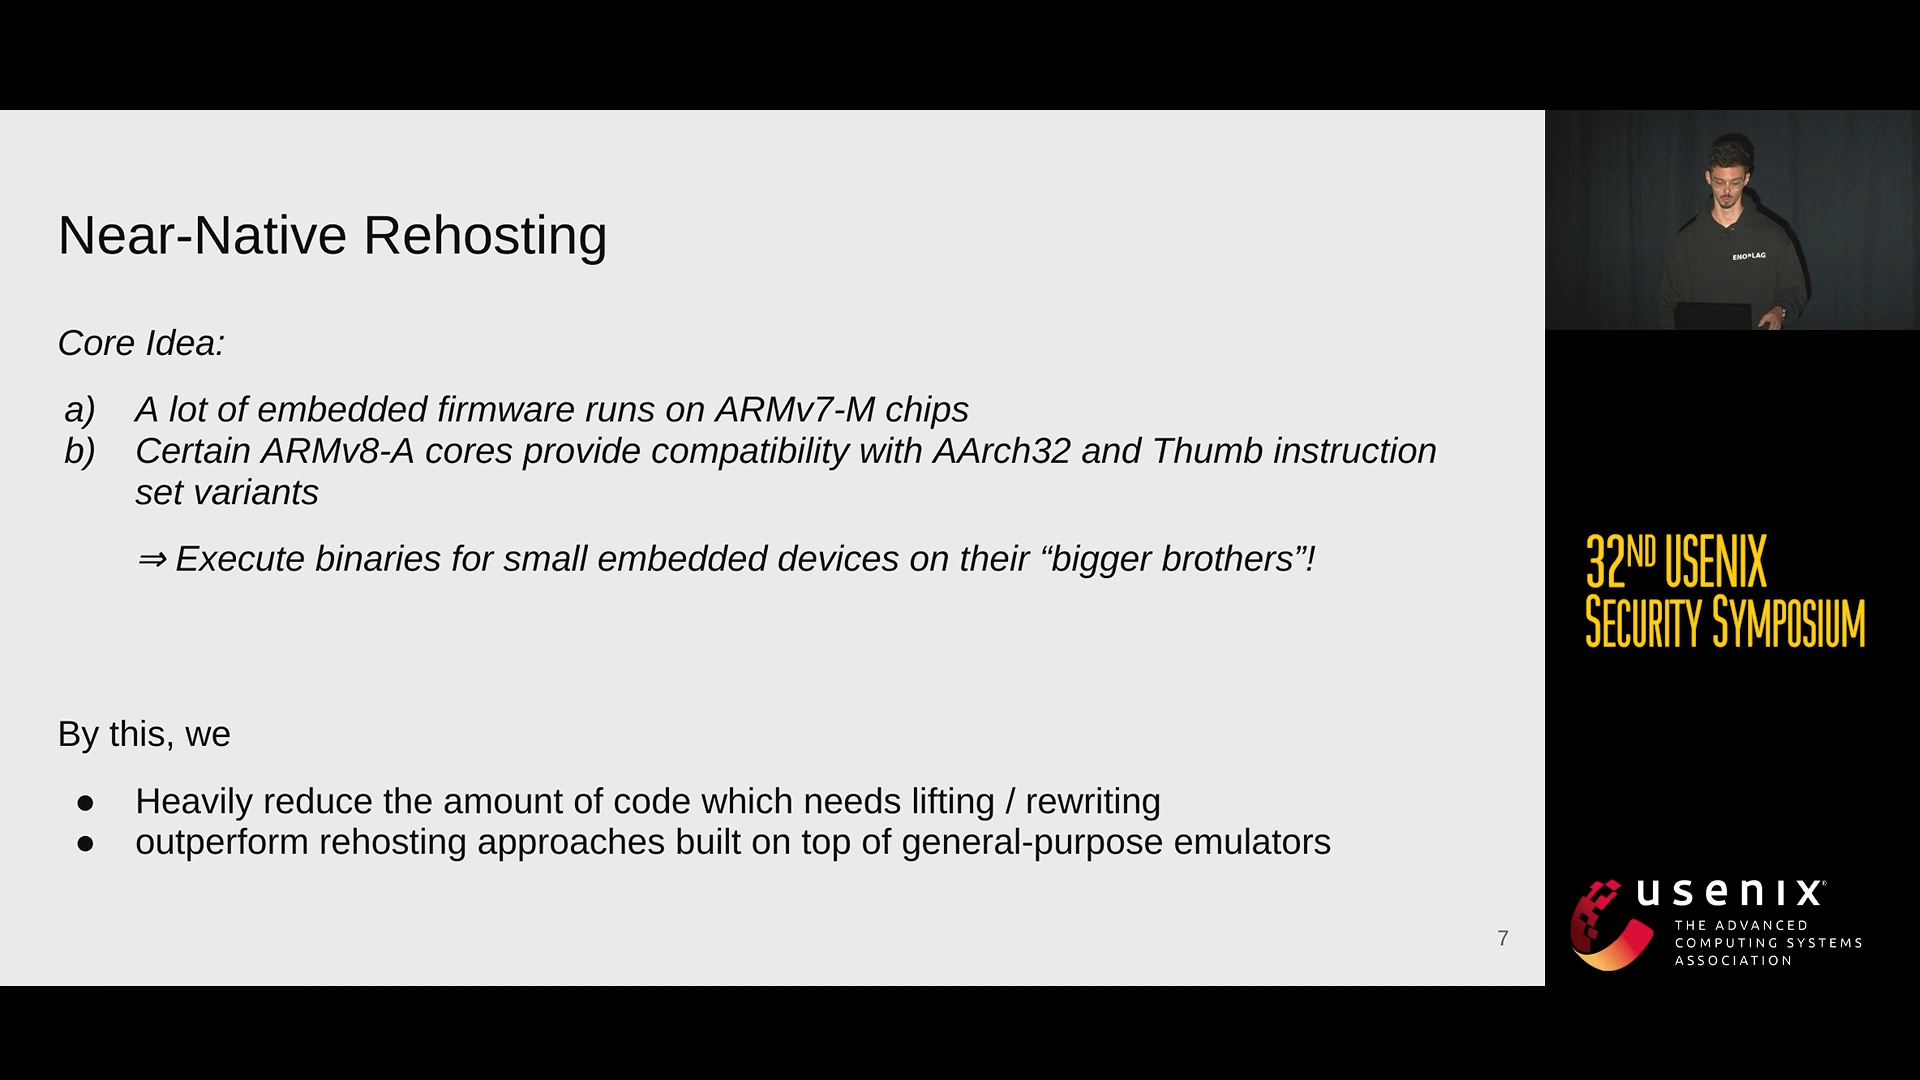 Near-Native Rehosting
Core Idea:
a) A lot of embedded firmware runs on ARMv7-M chips
b) Certain ARMv8-A cores provide compatibility with AArch32 and Thumb instruction
set variants
⇒ Execute binaries for small embedded devices on their “bigger brothers”!
By this, we
● Heavily reduce the amount of code which needs lifting / rewriting
● outperform rehosting approaches built on top of general-purpose emulators
7
ENOFLAG
32ND USENIX
SECURITY SYMPOSIUM
usenix®
THE ADVANCED
COMPUTING SYSTEMS
ASSOCIATION